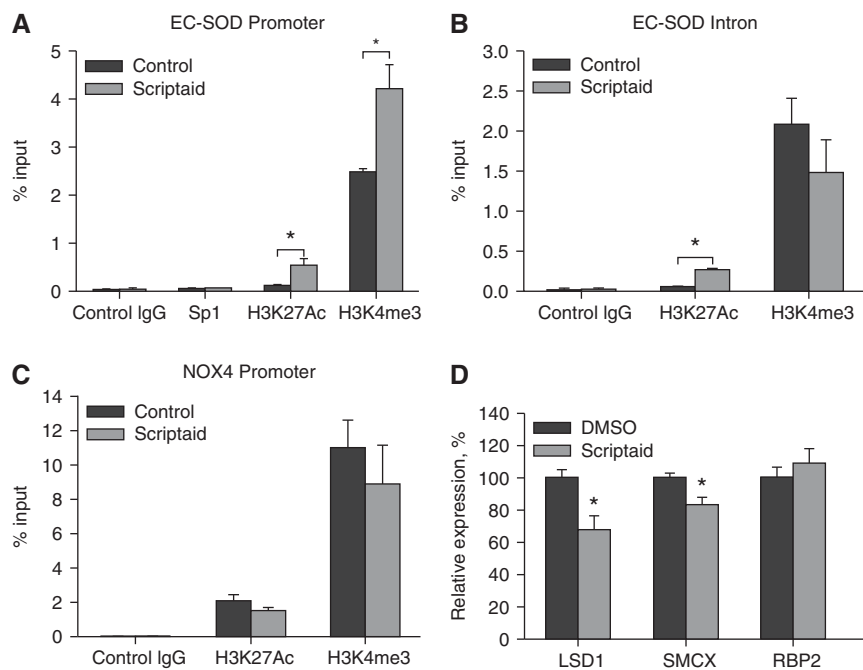 A
EC-SOD Promoter
% input
5
4
3
2
1
0
Control
Scriptaid
*
*
Control IgG Sp1 H3K27Ac H3K4me3
B
EC-SOD Intron
% input
3.0
2.5
2.0
1.5
1.0
0.5
0.0
Control
Scriptaid
*
Control IgG H3K27Ac H3K4me3
C
NOX4 Promoter
% input
14
12
10
8
6
4
2
0
Control
Scriptaid
Control IgG H3K27Ac H3K4me3
D
Relative expression, %
140
120
100
80
60
40
20
0
DMSO
Scriptaid
*
*
LSD1 SMCX RBP2